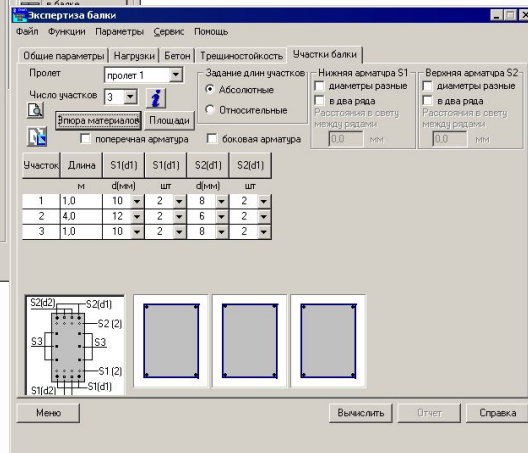 в балке
Экспертиза балки
Файл Функции Параметры Сервис Помощь
Общие параметры Нагрузки Бетон Трещиностойкость Участки балки
Пролет пролет 1
Число участков 3
Эпюра материалов Площади
Задание длин участков
Абсолютные
Относительные
Нижняя арматура S1
диаметры разные
в два ряда
Расстояния в свету
между рядами
0,0 мм
Верхняя арматура S2
диаметры разные
в два ряда
Расстояния в свету
между рядами
0,0 мм
поперечная арматура боковая арматура
Участок Длина S1(d1) S1(d1) S2(d1) S2(d1)
м d(мм) шт d(мм) шт
1 1,0 10 2 8 2
2 4,0 12 2 6 2
3 1,0 10 2 8 2
S2(d2) S2(d1)
S2 (2)
S3 S3
S1 (2)
S1(d2) S1(d1)
Меню Вычислить Отчет Справка